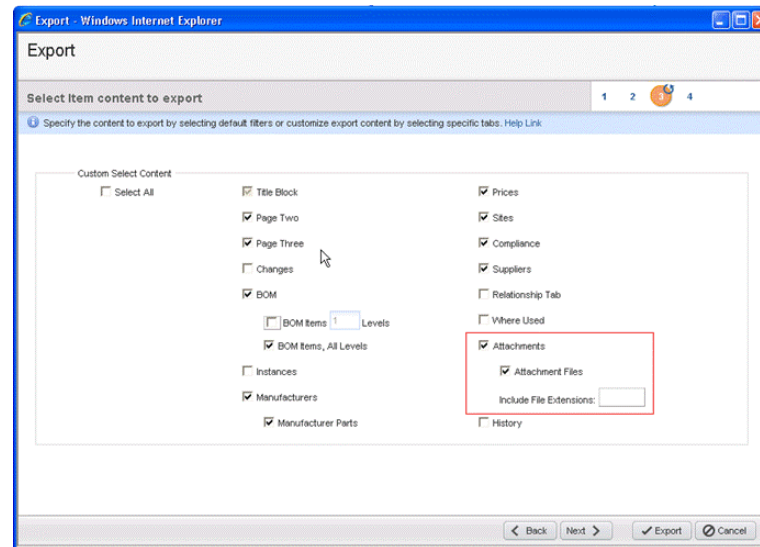 Export - Windows Internet Explorer
Export
Select Item content to export
1 2 3 4
Specify the content to export by selecting default filters or customize export content by selecting specific tabs. Help Link
Custom Select Content
Select All
Title Block
Page Two
Page Three
Changes
BOM
BOM Items 1 Levels
BOM Items, All Levels
Instances
Manufacturers
Manufacturer Parts
Prices
Sites
Compliance
Suppliers
Relationship Tab
Where Used
Attachments
Attachment Files
Include File Extensions:
History
Back Next Export Cancel